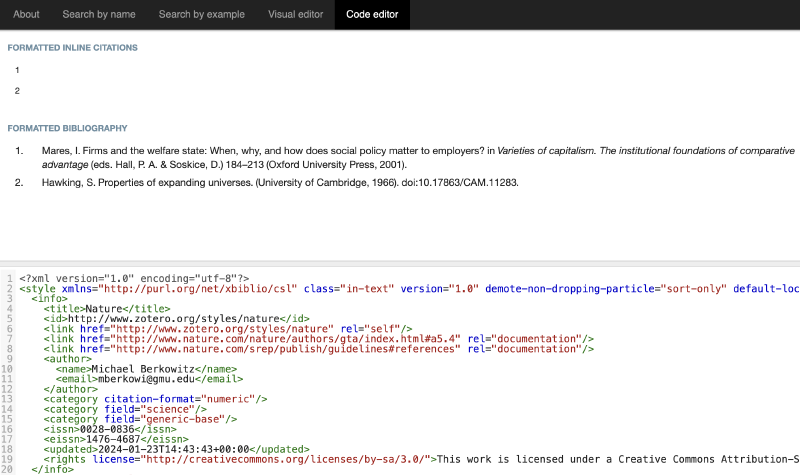 About Search by name Search by example Visual editor Code editor
FORMATTED INLINE CITATIONS
1
2
FORMATTED BIBLIOGRAPHY
1. Mares, I. Firms and the welfare state: When, why, and how does social policy matter to employers? in Varieties of capitalism. The institutional foundations of comparative
advantage (eds. Hall, P. A. & Soskice, D.) 184–213 (Oxford University Press, 2001).
2. Hawking, S. Properties of expanding universes. (University of Cambridge, 1966). doi:10.17863/CAM.11283.
1 <?xml version="1.0" encoding="utf-8"?>
2 <style xmlns="http://purl.org/net/xbiblio/csl" class="in-text" version="1.0" demote-non-dropping-particle="sort-only" default-loc
3 <info>
4 <title>Nature</title>
5 <id>http://www.zotero.org/styles/nature</id>
6 <link href="http://www.zotero.org/styles/nature" rel="self"/>
7 <link href="http://www.nature.com/nature/authors/gta/index.html#a5.4" rel="documentation"/>
8 <link href="http://www.nature.com/srep/publish/guidelines#references" rel="documentation"/>
9 <author>
10 <name>Michael Berkowitz</name>
11 <email>mberkowi@gmu.edu</email>
12 </author>
13 <category citation-format="numeric"/>
14 <category field="science"/>
15 <category field="generic-base"/>
16 <issn>0028-0836</issn>
17 <eissn>1476-4687</eissn>
18 <updated>2024-01-23T14:43:43+00:00</updated>
19 <rights license="http://creativecommons.org/licenses/by-sa/3.0/">This work is licensed under a Creative Commons Attribution-S
20 </info>